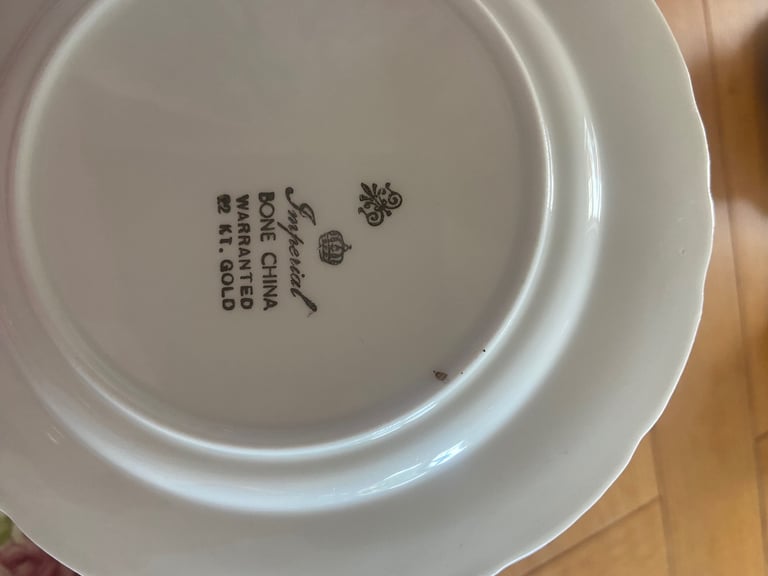 Imperial
BONE CHINA
WARRANTED
22 KT. GOLD